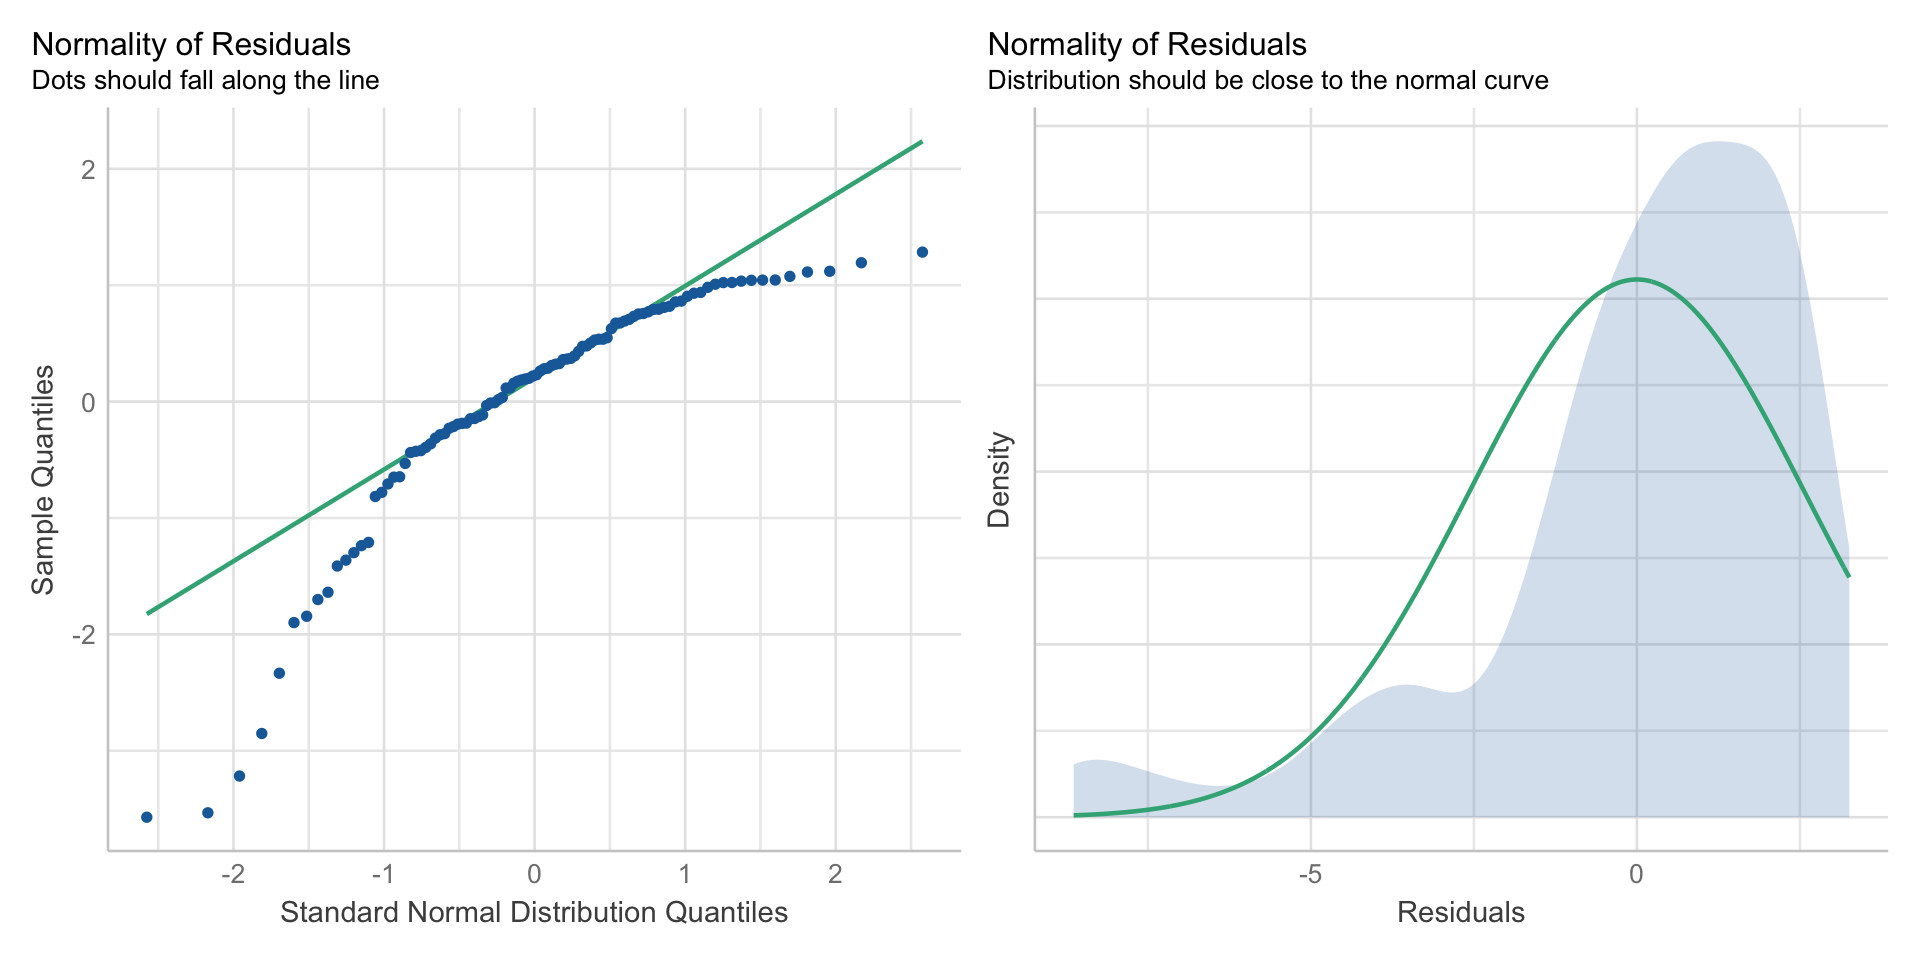 Normality of Residuals
Dots should fall along the line
2
0
-2
Sample Quantiles
-2
-1
0
1
2
Standard Normal Distribution Quantiles
Normality of Residuals
Distribution should be close to the normal curve
Density
-5
0
Residuals